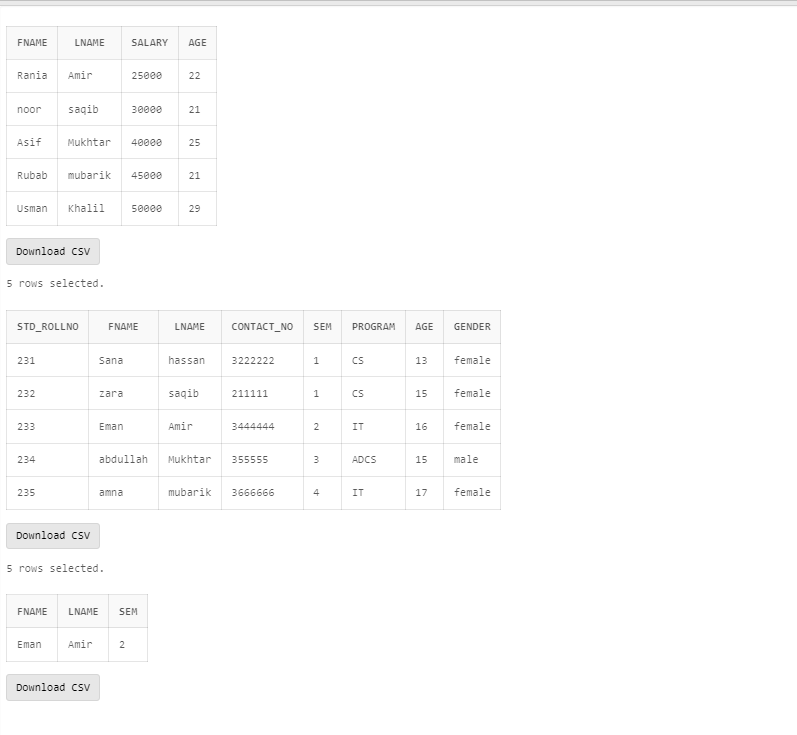 FNAME LNAME SALARY AGE
Rania Amir 25000 22
noor saqib 30000 21
Asif Mukhtar 40000 25
Rubab mubarik 45000 21
Usman Khalil 50000 29
Download CSV
5 rows selected.
STD_ROLLNO FNAME LNAME CONTACT_NO SEM PROGRAM AGE GENDER
231 Sana hassan 3222222 1 CS 13 female
232 zara saqib 211111 1 CS 15 female
233 Eman Amir 3444444 2 IT 16 female
234 abdullah Mukhtar 355555 3 ADCS 15 male
235 amna mubarik 3666666 4 IT 17 female
Download CSV
5 rows selected.
FNAME LNAME SEM
Eman Amir 2
Download CSV